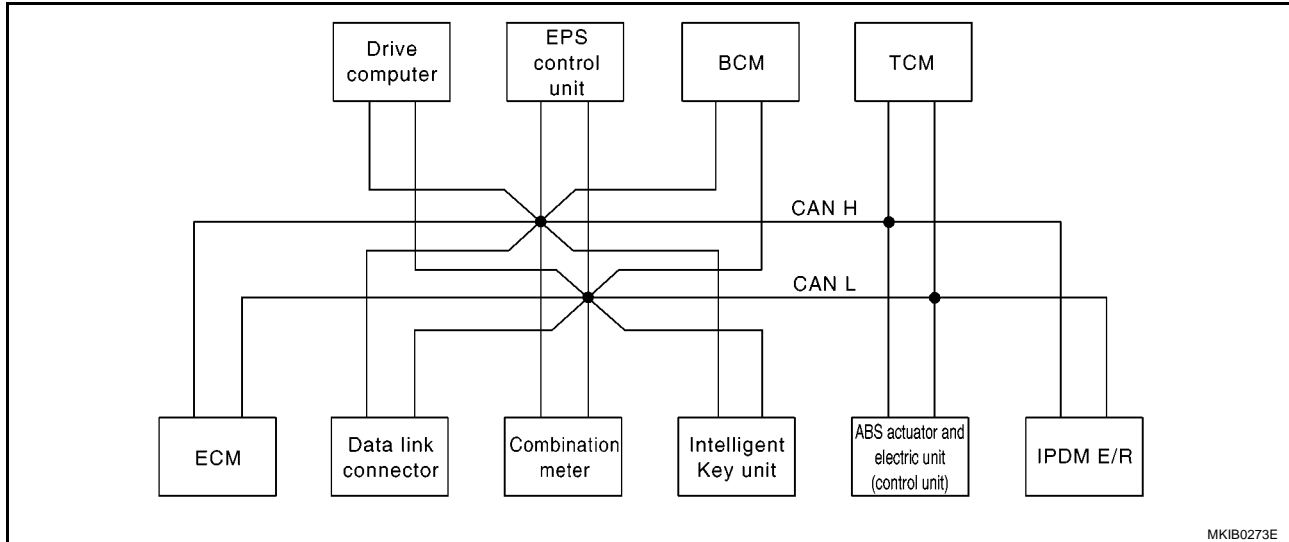 Drive
computer
EPS
control
unit
BCM
TCM
CAN H
CAN L
ECM
Data link
connector
Combination
meter
Intelligent
Key unit
ABS actuator and
electric unit
(control unit)
IPDM E/R
MKIB0273E